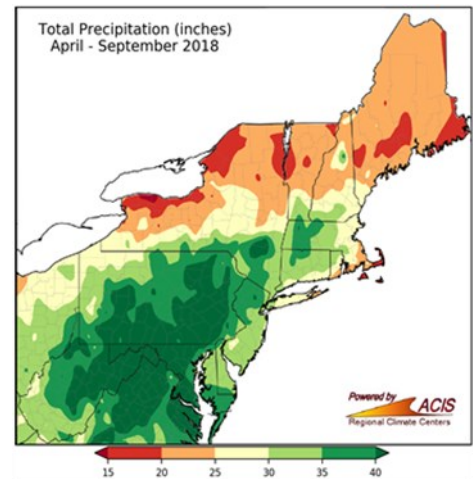 Total Precipitation (inches)
April - September 2018
Powered by
ACIS
Regional Climate Centers
15 20 25 30 35 40